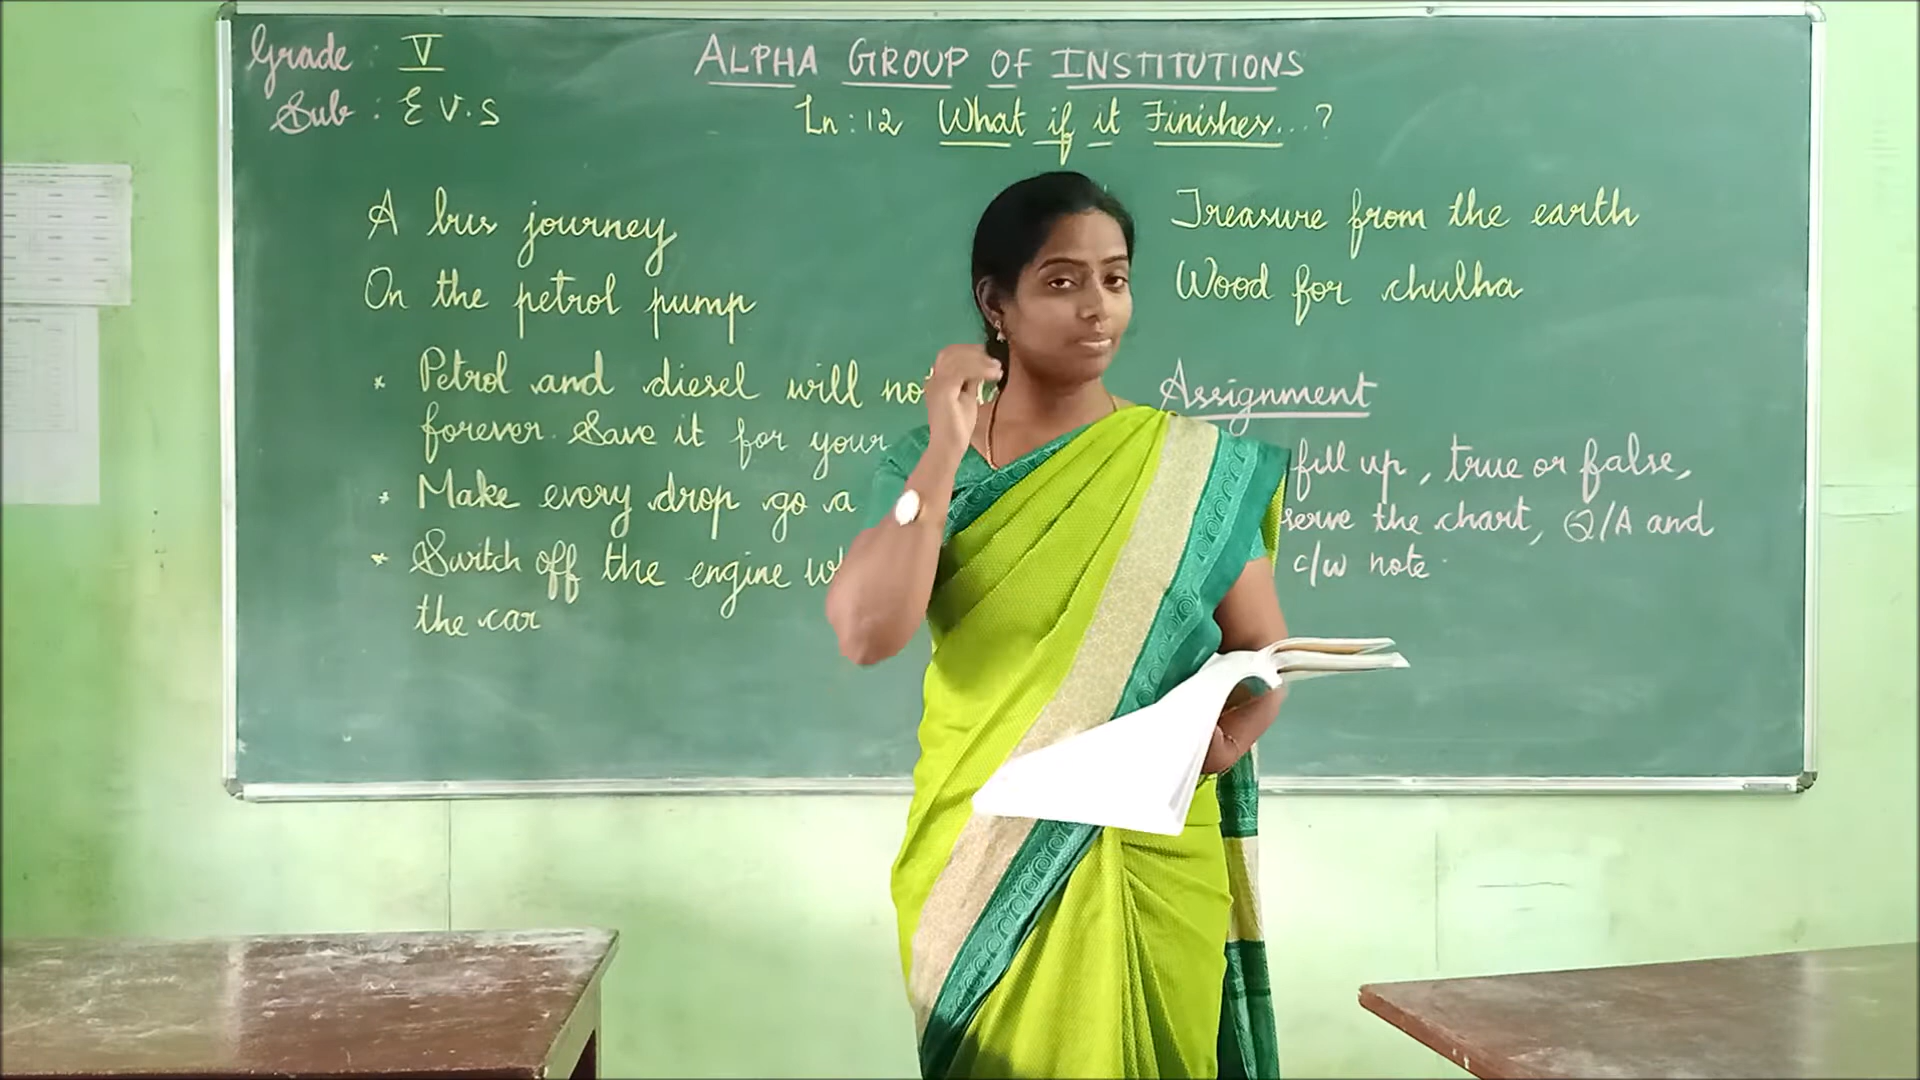 Grade : V
Sub : E V.S
ALPHA GROUP OF INSTITUTIONS
Ln : 12 What if it Finishes...?
A bus journey
On the petrol pump
* Petrol and diesel will
forever. Save it for your
* Make every drop go a
* Switch off the engine
the car
Treasure from the earth
Wood for chulha
Assignment
fill up, true or false,
the chart, Q/A and
c/w note.